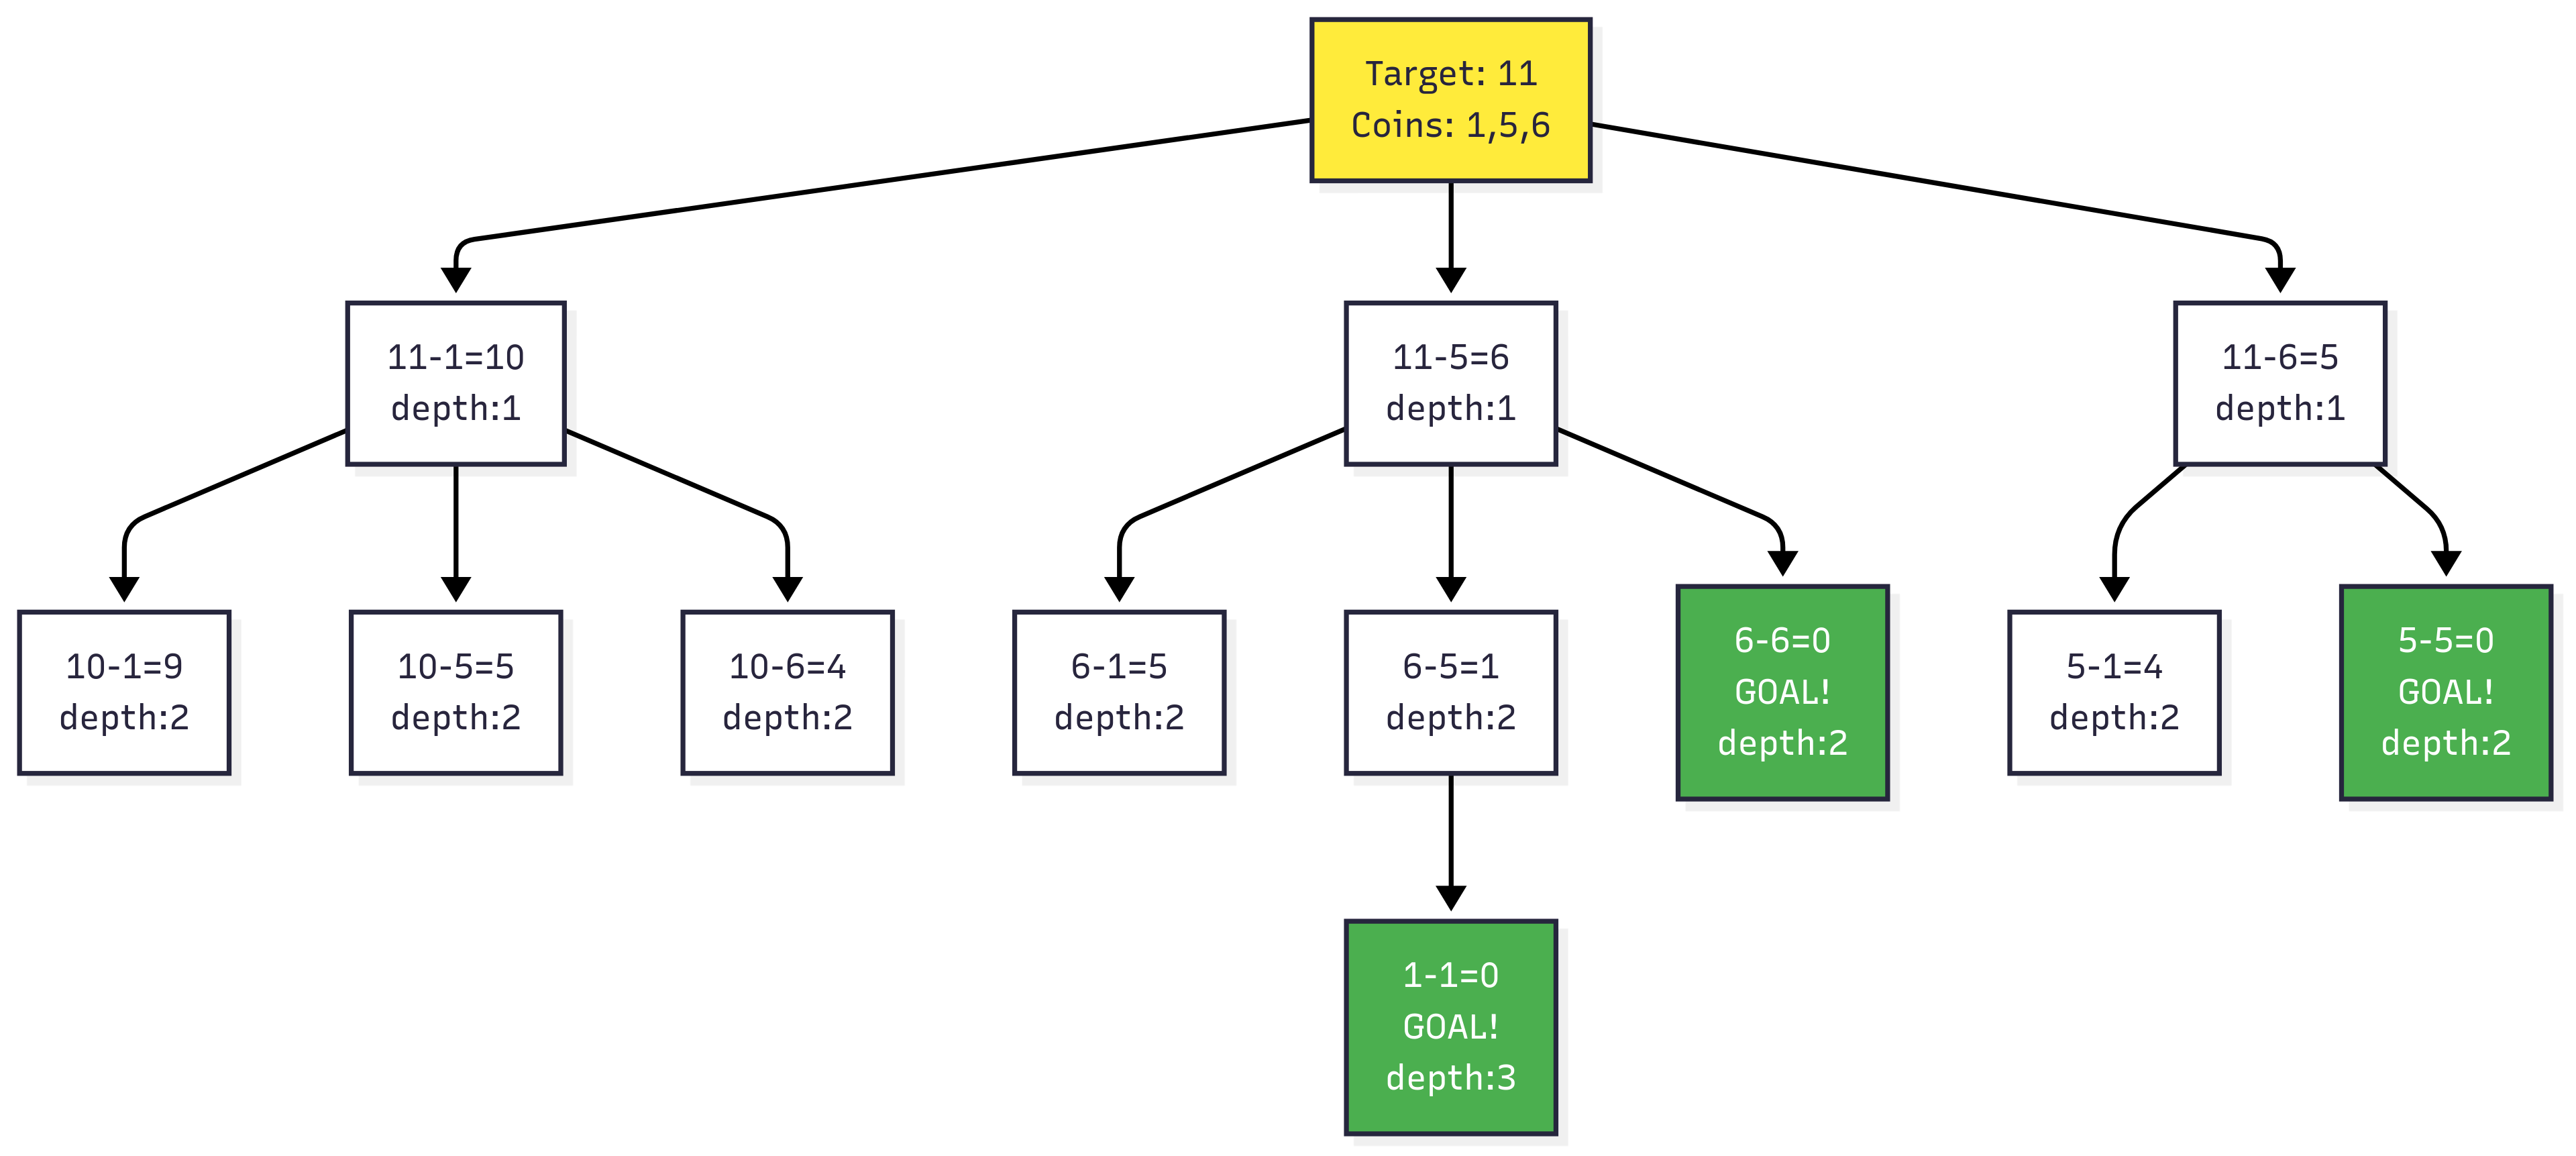 Target: 11
Coins: 1,5,6
11-1=10
depth:1
11-5=6
depth:1
11-6=5
depth:1
10-1=9
depth:2
10-5=5
depth:2
10-6=4
depth:2
6-1=5
depth:2
6-5=1
depth:2
6-6=0
GOAL!
depth:2
5-1=4
depth:2
5-5=0
GOAL!
depth:2
1-1=0
GOAL!
depth:3